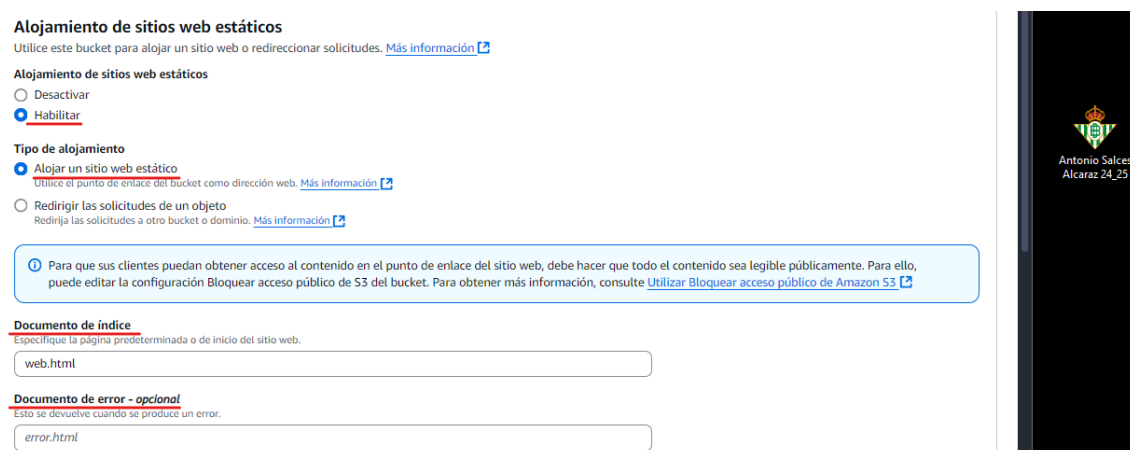 Alojamiento de sitios web estáticos
Utilice este bucket para alojar un sitio web o redireccionar solicitudes. Más información
Alojamiento de sitios web estáticos
Desactivar
Habilitar
Tipo de alojamiento
Alojar un sitio web estático
Utilice el punto de enlace del bucket como dirección web. Más información
Redirigir las solicitudes de un objeto
Redirija las solicitudes a otro bucket o dominio. Más información
Para que sus clientes puedan obtener acceso al contenido en el punto de enlace del sitio web, debe hacer que todo el contenido sea legible públicamente. Para ello,
puede editar la configuración Bloquear acceso público de S3 del bucket. Para obtener más información, consulte Utilizar Bloquear acceso público de Amazon S3
Documento de índice
Especifique la página predeterminada o de inicio del sitio web.
web.html
Documento de error - opcional
Esto se devuelve cuando se produce un error.
error.html
Antonio Salces
Alcaraz 24_25